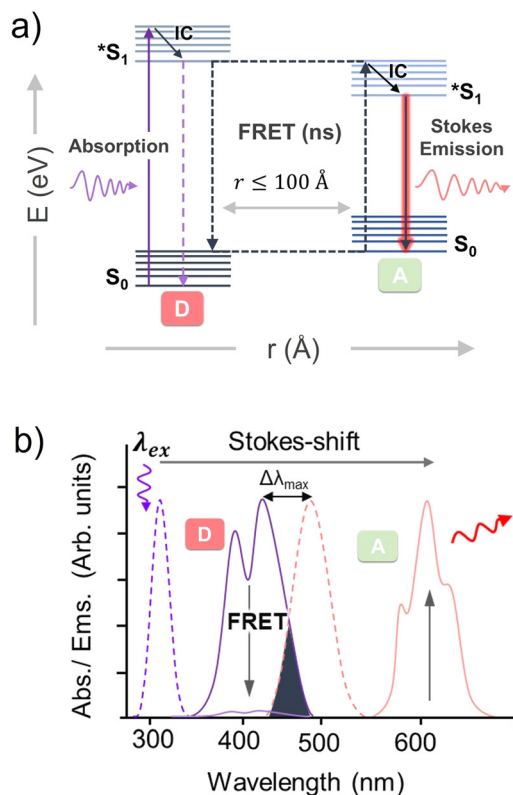 a)
*S1
IC
IC
*S1
Absorption
FRET (ns)
Stokes
Emission
r ≤ 100 Å
E (eV)
S0
S0
D
A
r (Å)
b)
λex
Stokes-shift
Δλmax
D
A
FRET
Abs./ Ems. (Arb. units)
300 400 500 600
Wavelength (nm)